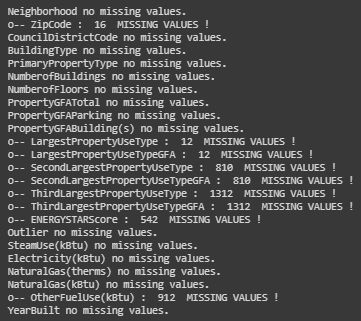 Neighborhood no missing values.
o-- ZipCode :  16  MISSING VALUES !
CouncilDistrictCode no missing values.
BuildingType no missing values.
PrimaryPropertyType no missing values.
NumberofBuildings no missing values.
NumberofFloors no missing values.
PropertyGFATotal no missing values.
PropertyGFAParking no missing values.
PropertyGFABuilding(s) no missing values.
o-- LargestPropertyUseType :  12  MISSING VALUES !
o-- LargestPropertyUseTypeGFA :  12  MISSING VALUES !
o-- SecondLargestPropertyUseType :  810  MISSING VALUES !
o-- SecondLargestPropertyUseTypeGFA :  810  MISSING VALUES !
o-- ThirdLargestPropertyUseType :  1312  MISSING VALUES !
o-- ThirdLargestPropertyUseTypeGFA :  1312  MISSING VALUES !
o-- ENERGYSTARScore :  542  MISSING VALUES !
Outlier no missing values.
SteamUse(kBtu) no missing values.
Electricity(kBtu) no missing values.
NaturalGas(therms) no missing values.
NaturalGas(kBtu) no missing values.
o-- OtherFuelUse(kBtu) :  912  MISSING VALUES !
YearBuilt no missing values.